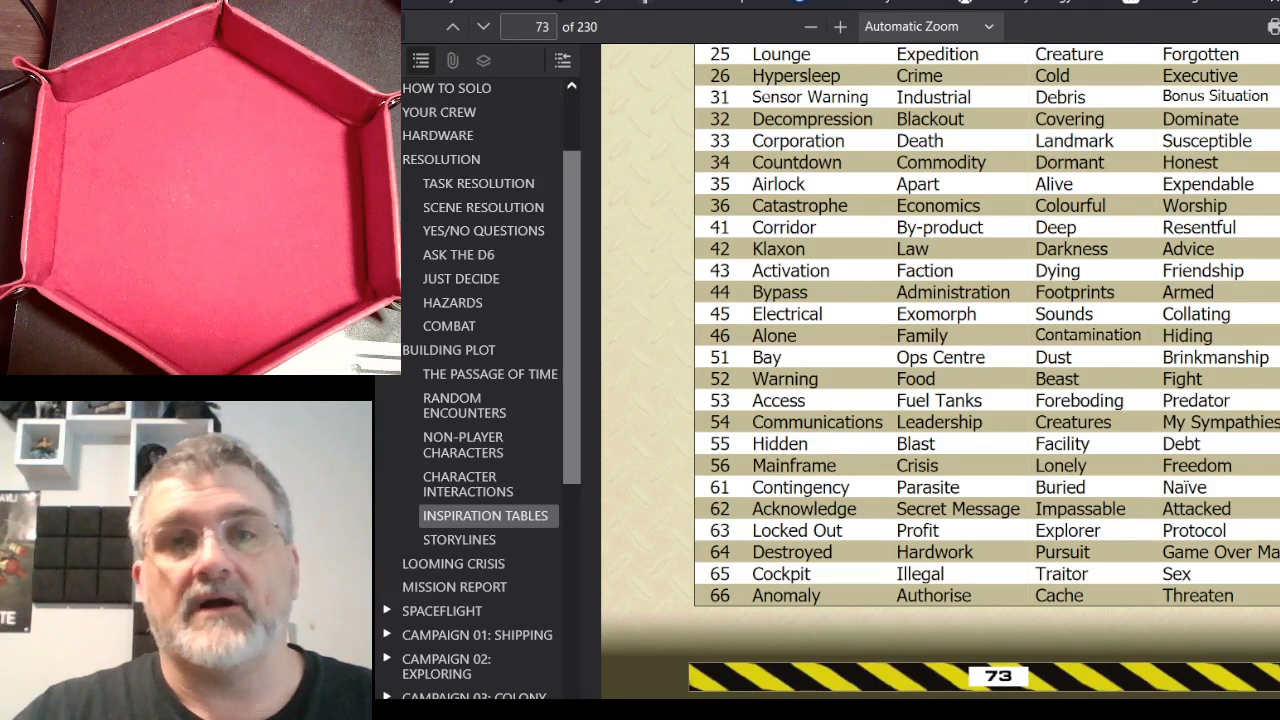 73 of 230
Automatic Zoom
HOW TO SOLO
YOUR CREW
HARDWARE
RESOLUTION
TASK RESOLUTION
SCENE RESOLUTION
YES/NO QUESTIONS
ASK THE D6
JUST DECIDE
HAZARDS
COMBAT
BUILDING PLOT
THE PASSAGE OF TIME
RANDOM
ENCOUNTERS
NON-PLAYER
CHARACTERS
CHARACTER
INTERACTIONS
INSPIRATION TABLES
STORYLINES
LOOMING CRISIS
MISSION REPORT
SPACEFLIGHT
CAMPAIGN 01: SHIPPING
CAMPAIGN 02:
EXPLORING
CAMPAIGN 03: COLONY
25 Lounge Expedition Creature Forgotten
26 Hypersleep Crime Cold Executive
31 Sensor Warning Industrial Debris Bonus Situation
32 Decompression Blackout Covering Dominate
33 Corporation Death Landmark Susceptible
34 Countdown Commodity Dormant Honest
35 Airlock Apart Alive Expendable
36 Catastrophe Economics Colourful Worship
41 Corridor By-product Deep Resentful
42 Klaxon Law Darkness Advice
43 Activation Faction Dying Friendship
44 Bypass Administration Footprints Armed
45 Electrical Exomorph Sounds Collating
46 Alone Family Contamination Hiding
51 Bay Ops Centre Dust Brinkmanship
52 Warning Food Beast Fight
53 Access Fuel Tanks Foreboding Predator
54 Communications Leadership Creatures My Sympathies
55 Hidden Blast Facility Debt
56 Mainframe Crisis Lonely Freedom
61 Contingency Parasite Buried Naïve
62 Acknowledge Secret Message Impassable Attacked
63 Locked Out Profit Explorer Protocol
64 Destroyed Hardwork Pursuit Game Over Ma
65 Cockpit Illegal Traitor Sex
66 Anomaly Authorise Cache Threaten
73